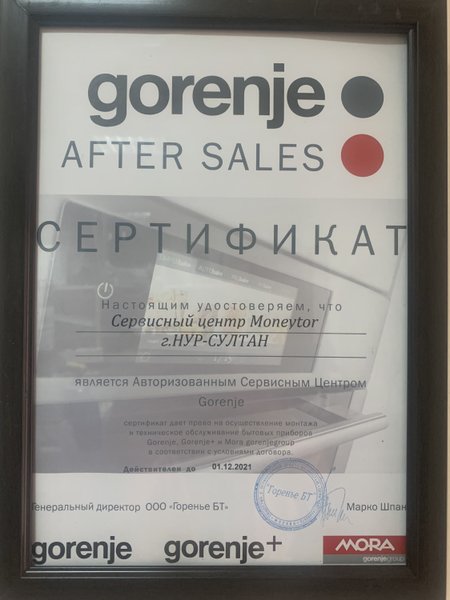 gorenje
AFTER SALES
СЕРТИФИКАТ
Настоящим удостоверяем, что
Сервисный центр Moneytor
г.НУР-СУЛТАН
является Авторизованным Сервисным Центром
Gorenje
сертификат дает право на осуществление монтажа
и техническое обслуживание бытовых приборов
Gorenje, Gorenje+ и Mora gorenjegroup
в соответствии с условиями договора.
Действителен до 01.12.2021
"Горенье БТ"
Генеральный директор ООО «Горенье БТ» Марко Шпан
gorenje gorenje+ MORA
gorenjegroup